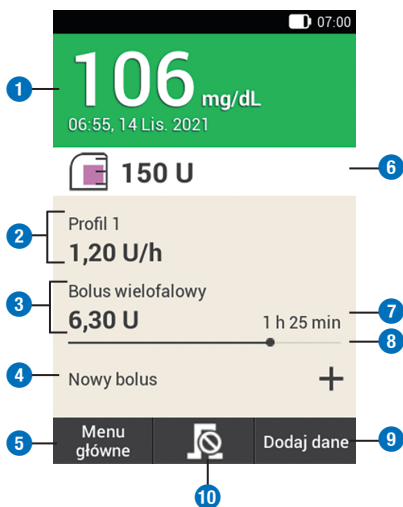 07:00
1
106 mg/dL
06:55, 14 Lis. 2021
150 U
6
2
Profil 1
1,20 U/h
3
Bolus wielofalowy
6,30 U
1 h 25 min
7
8
4
Nowy bolus
5
Menu
główne
Dodaj dane
9
10